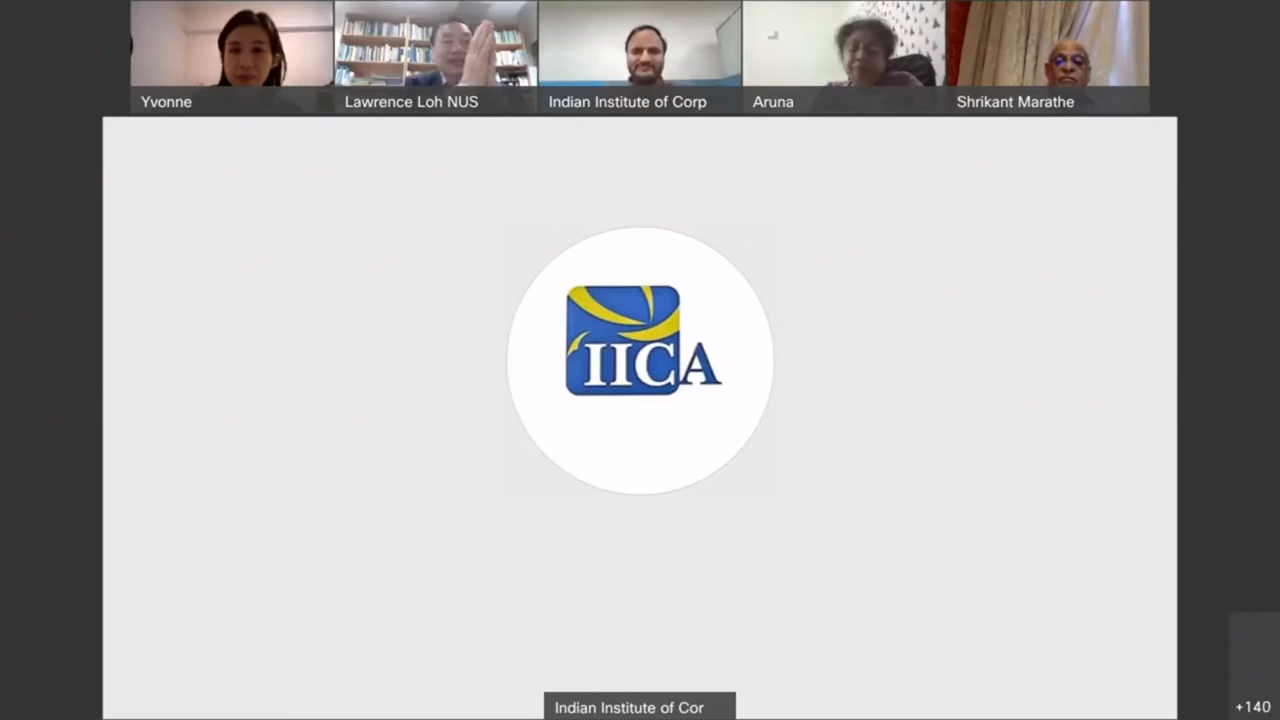 Yvonne
Lawrence Loh NUS
Indian Institute of Corp
Aruna
Shrikant Marathe
IICA
Indian Institute of Cor
+140